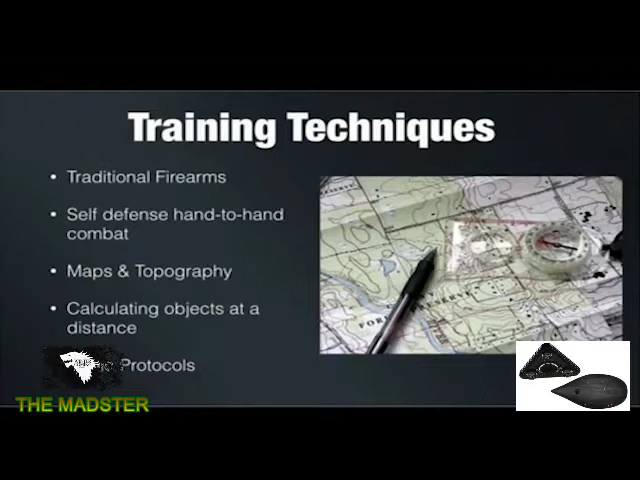 Training Techniques
• Traditional Firearms
• Self defense hand-to-hand
combat
• Maps & Topography
• Calculating objects at a
distance
Protocols
THE MADSTER